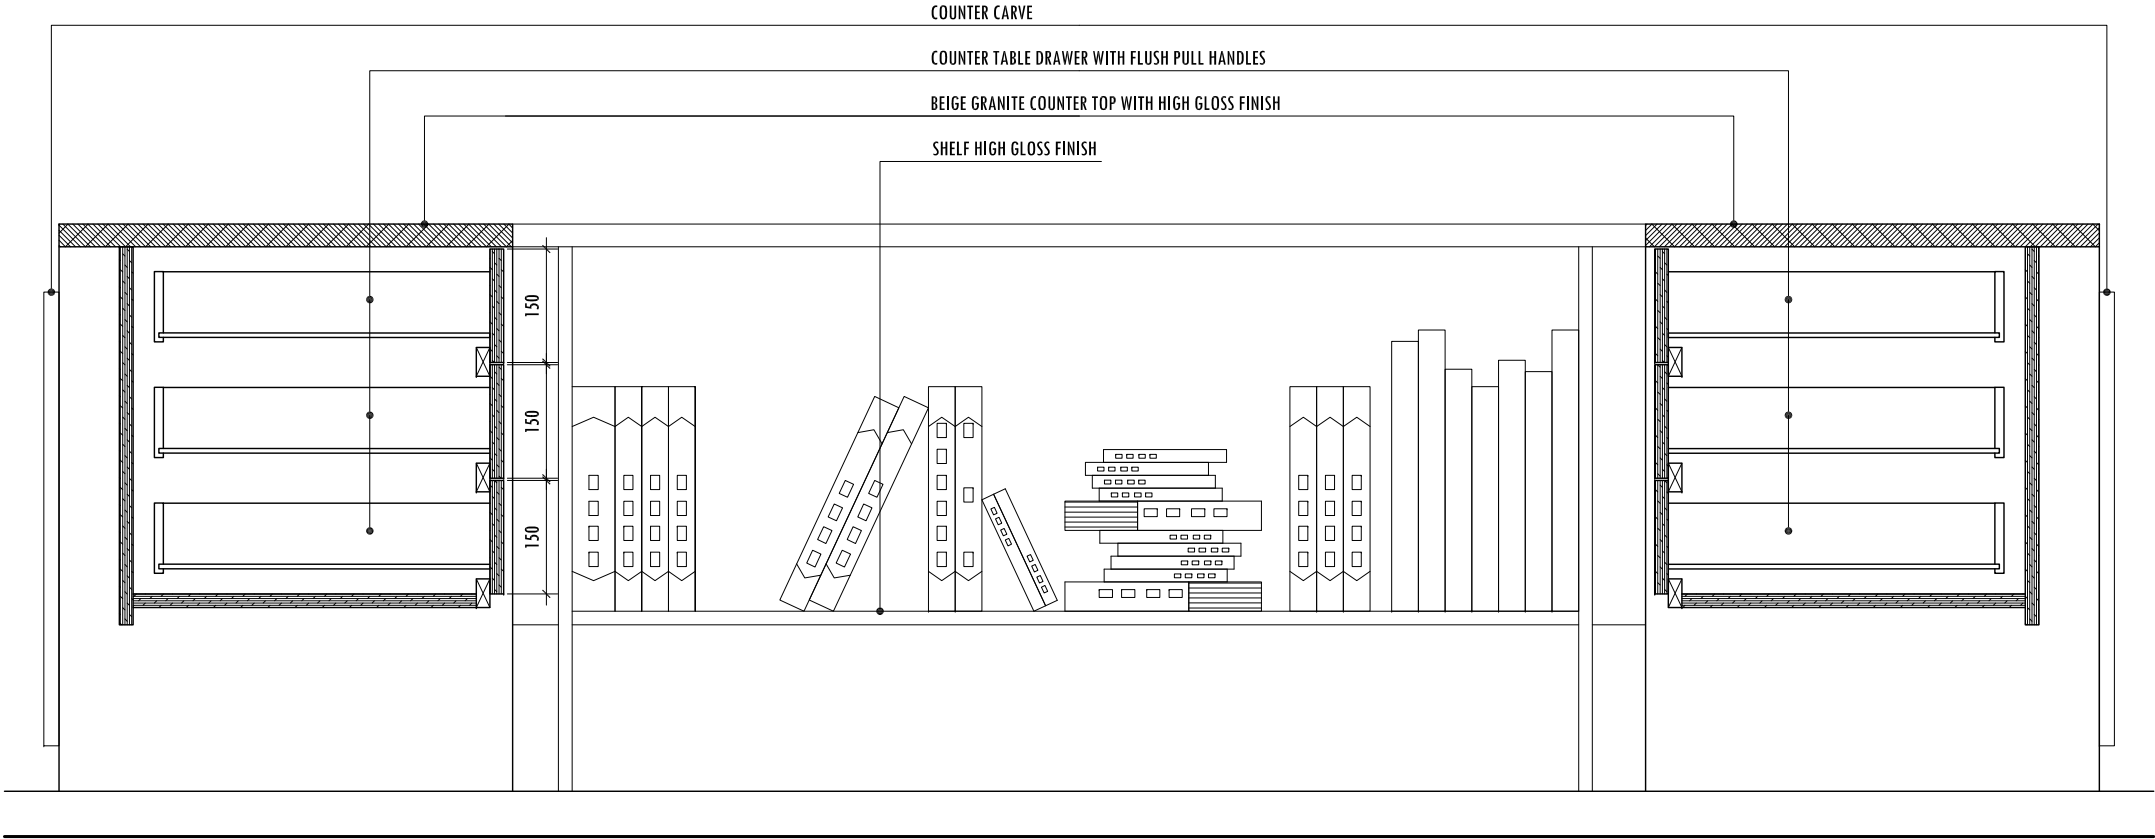 COUNTER CARVE
COUNTER TABLE DRAWER WITH FLUSH PULL HANDLES
BEIGE GRANITE COUNTER TOP WITH HIGH GLOSS FINISH
SHELF HIGH GLOSS FINISH
150
150
150